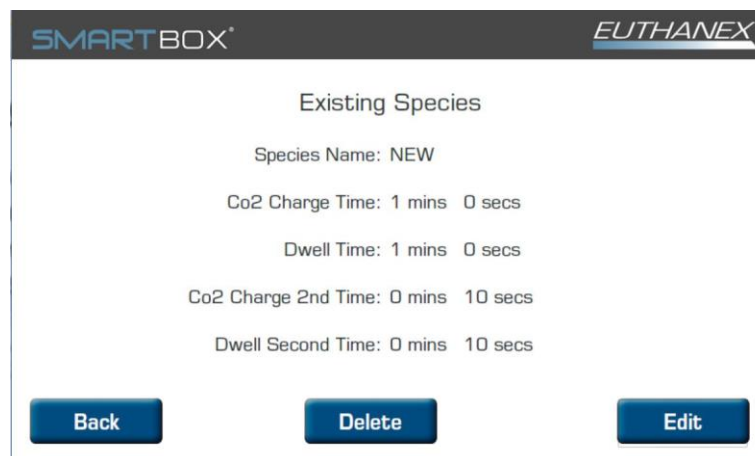 SMARTBOX® EUTHANEX
Existing Species
Species Name: NEW
Co2 Charge Time: 1 mins 0 secs
Dwell Time: 1 mins 0 secs
Co2 Charge 2nd Time: 0 mins 10 secs
Dwell Second Time: 0 mins 10 secs
Back Delete Edit